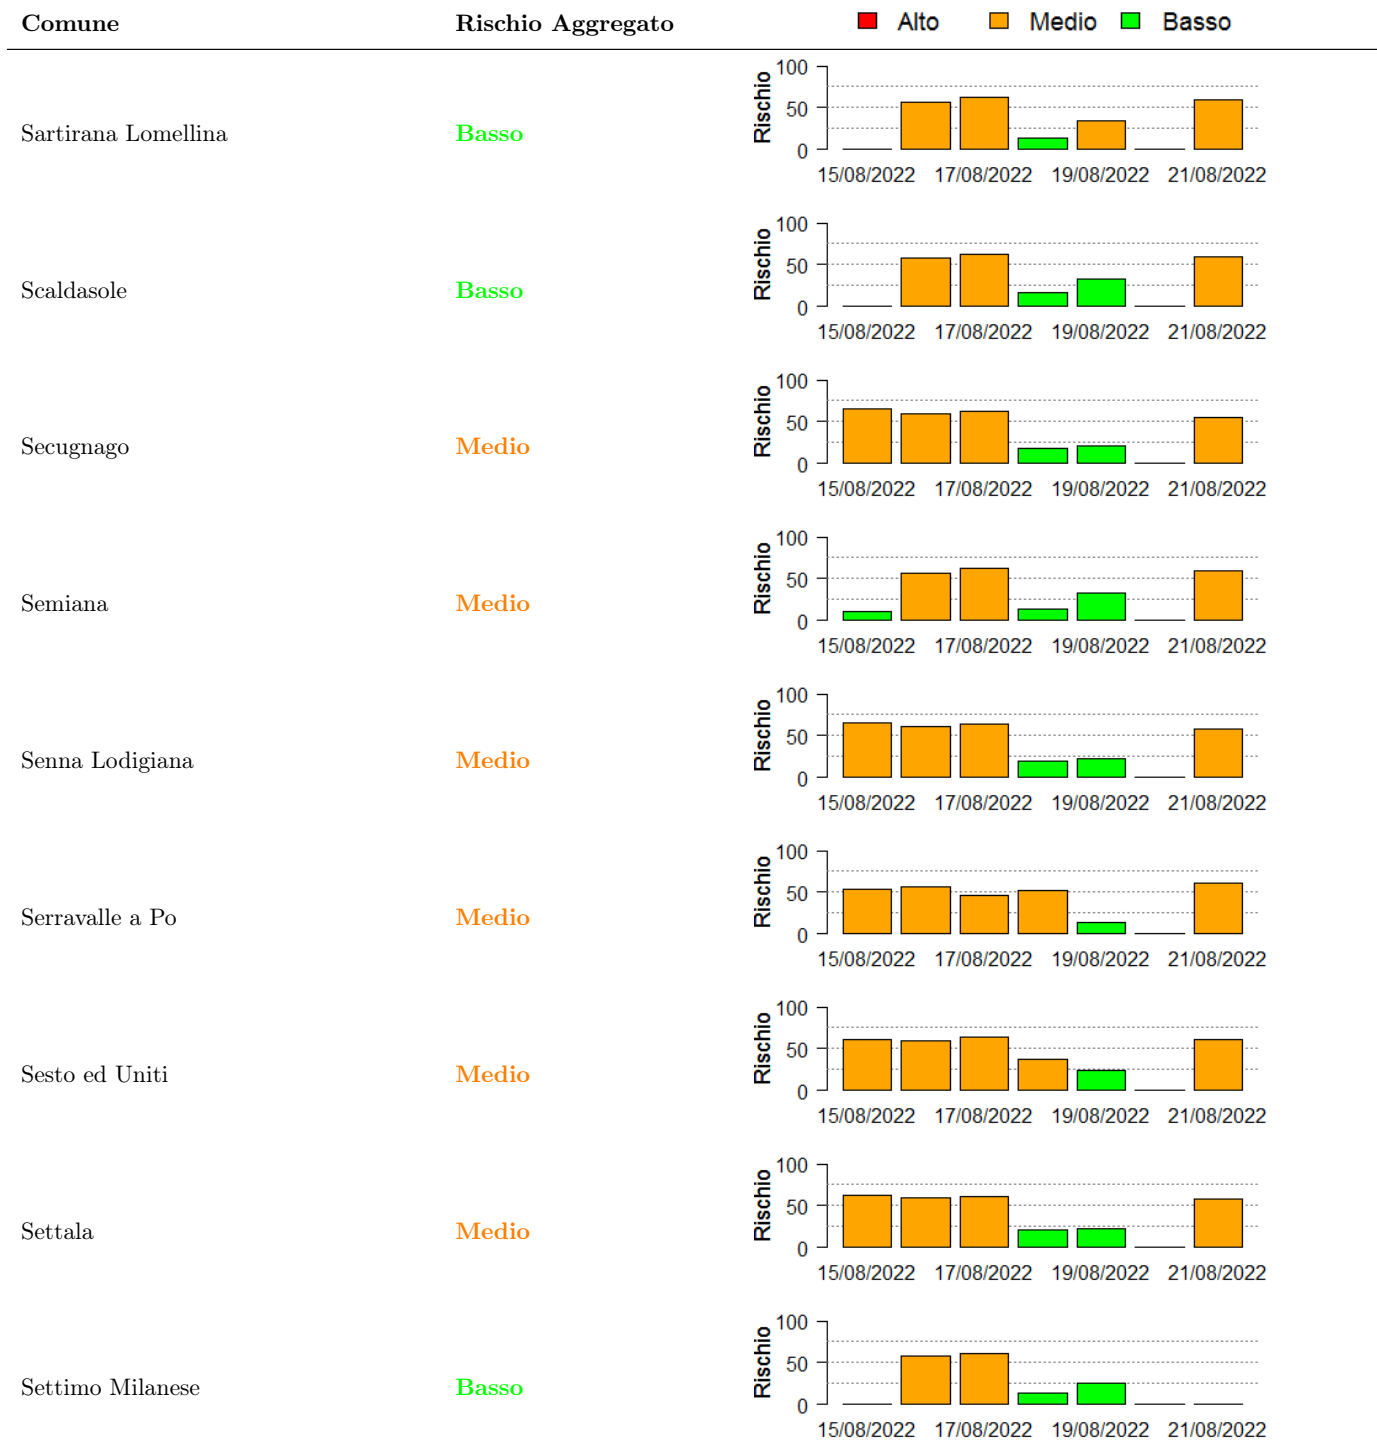 Comune Rischio Aggregato Alto Medio Basso
Sartirana Lomellina Basso
Rischio
100
50
0
15/08/2022 17/08/2022 19/08/2022 21/08/2022
Scaldasole Basso
Rischio
100
50
0
15/08/2022 17/08/2022 19/08/2022 21/08/2022
Secugnago Medio
Rischio
100
50
0
15/08/2022 17/08/2022 19/08/2022 21/08/2022
Semiana Medio
Rischio
100
50
0
15/08/2022 17/08/2022 19/08/2022 21/08/2022
Senna Lodigiana Medio
Rischio
100
50
0
15/08/2022 17/08/2022 19/08/2022 21/08/2022
Serravalle a Po Medio
Rischio
100
50
0
15/08/2022 17/08/2022 19/08/2022 21/08/2022
Sesto ed Uniti Medio
Rischio
100
50
0
15/08/2022 17/08/2022 19/08/2022 21/08/2022
Settala Medio
Rischio
100
50
0
15/08/2022 17/08/2022 19/08/2022 21/08/2022
Settimo Milanese Basso
Rischio
100
50
0
15/08/2022 17/08/2022 19/08/2022 21/08/2022